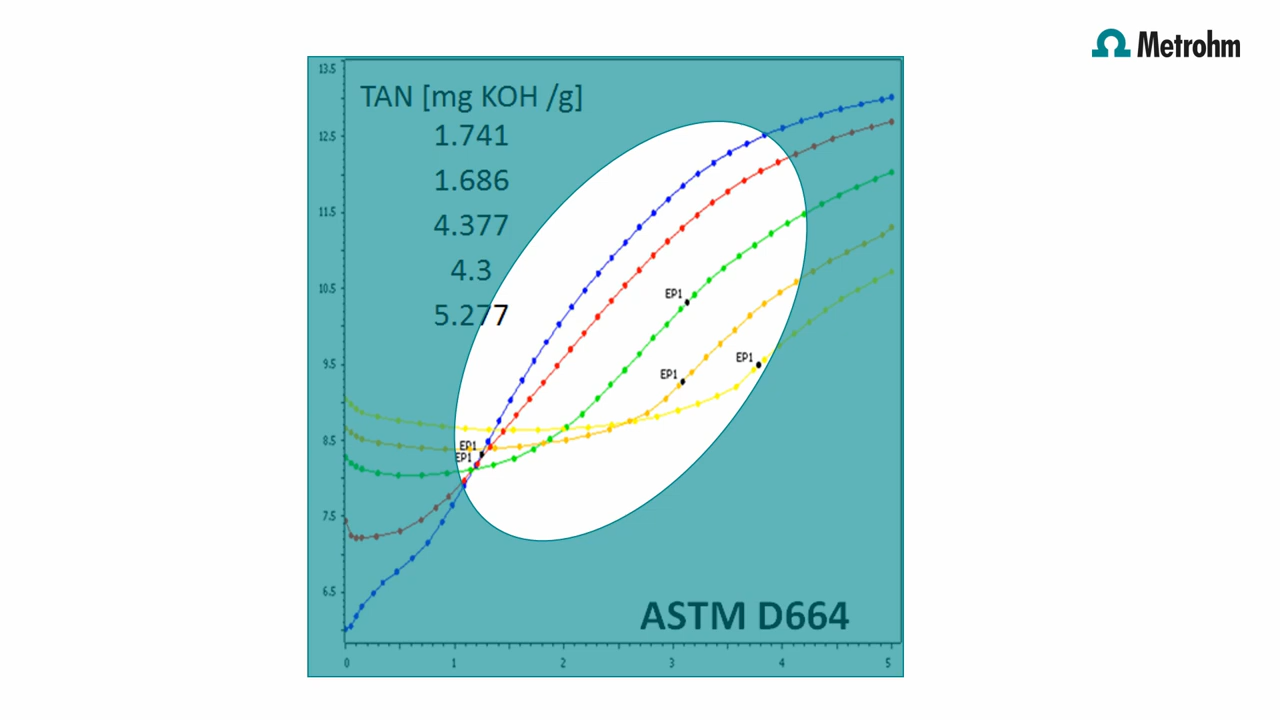 Metrohm
13.5
TAN [mg KOH /g]
12.5
1.741
1.686
11.5
4.377
4.3
10.5
EP1
5.277
9.5
EP1
EP1
8.5
EP1
EP1
7.5
6.5
ASTM D664
0 1 2 3 4 5